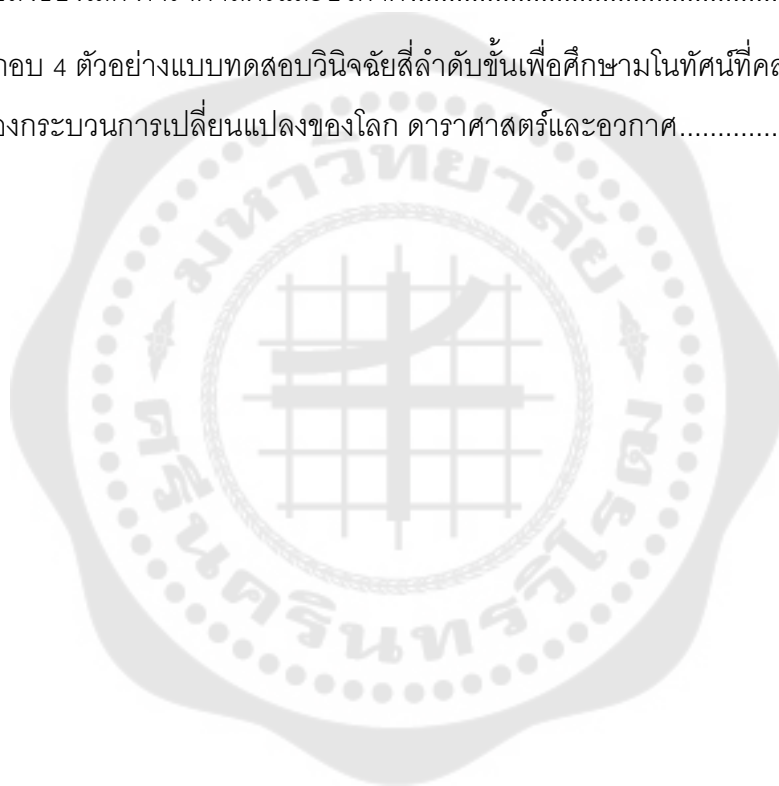 กอบ 4 ตัวอย่างแบบทดสอบวินิจฉัยสี่ลำดับขั้นเพื่อศึกษามโนทัศน์ที่คล
องกระบวนการเปลี่ยนแปลงของโลก ดาราศาสตร์และอวกาศ.............
มหาวิทยาลัย
ศรีนครินทรวิโรฒ